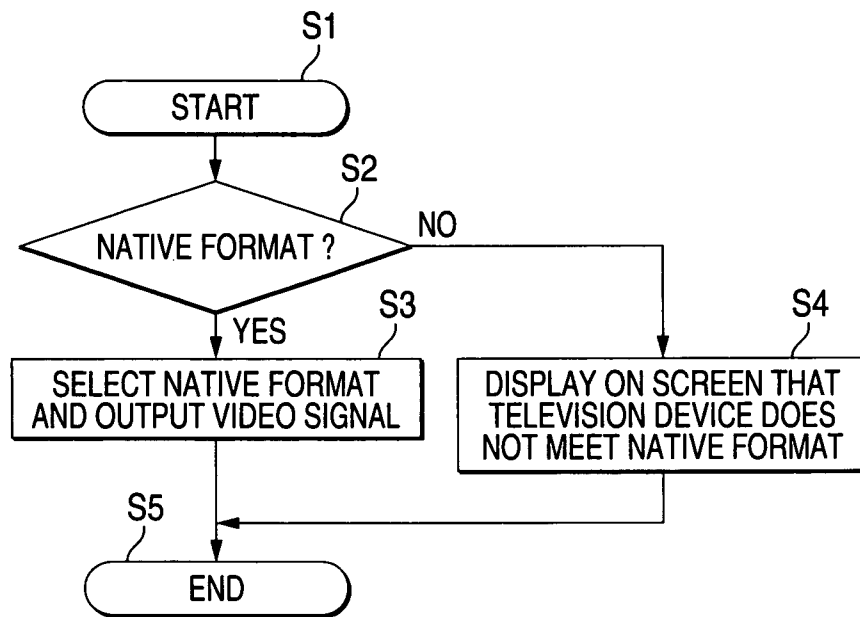 S1
START
S2
NATIVE FORMAT ?
NO
YES
S3
SELECT NATIVE FORMAT
AND OUTPUT VIDEO SIGNAL
S4
DISPLAY ON SCREEN THAT
TELEVISION DEVICE DOES
NOT MEET NATIVE FORMAT
S5
END